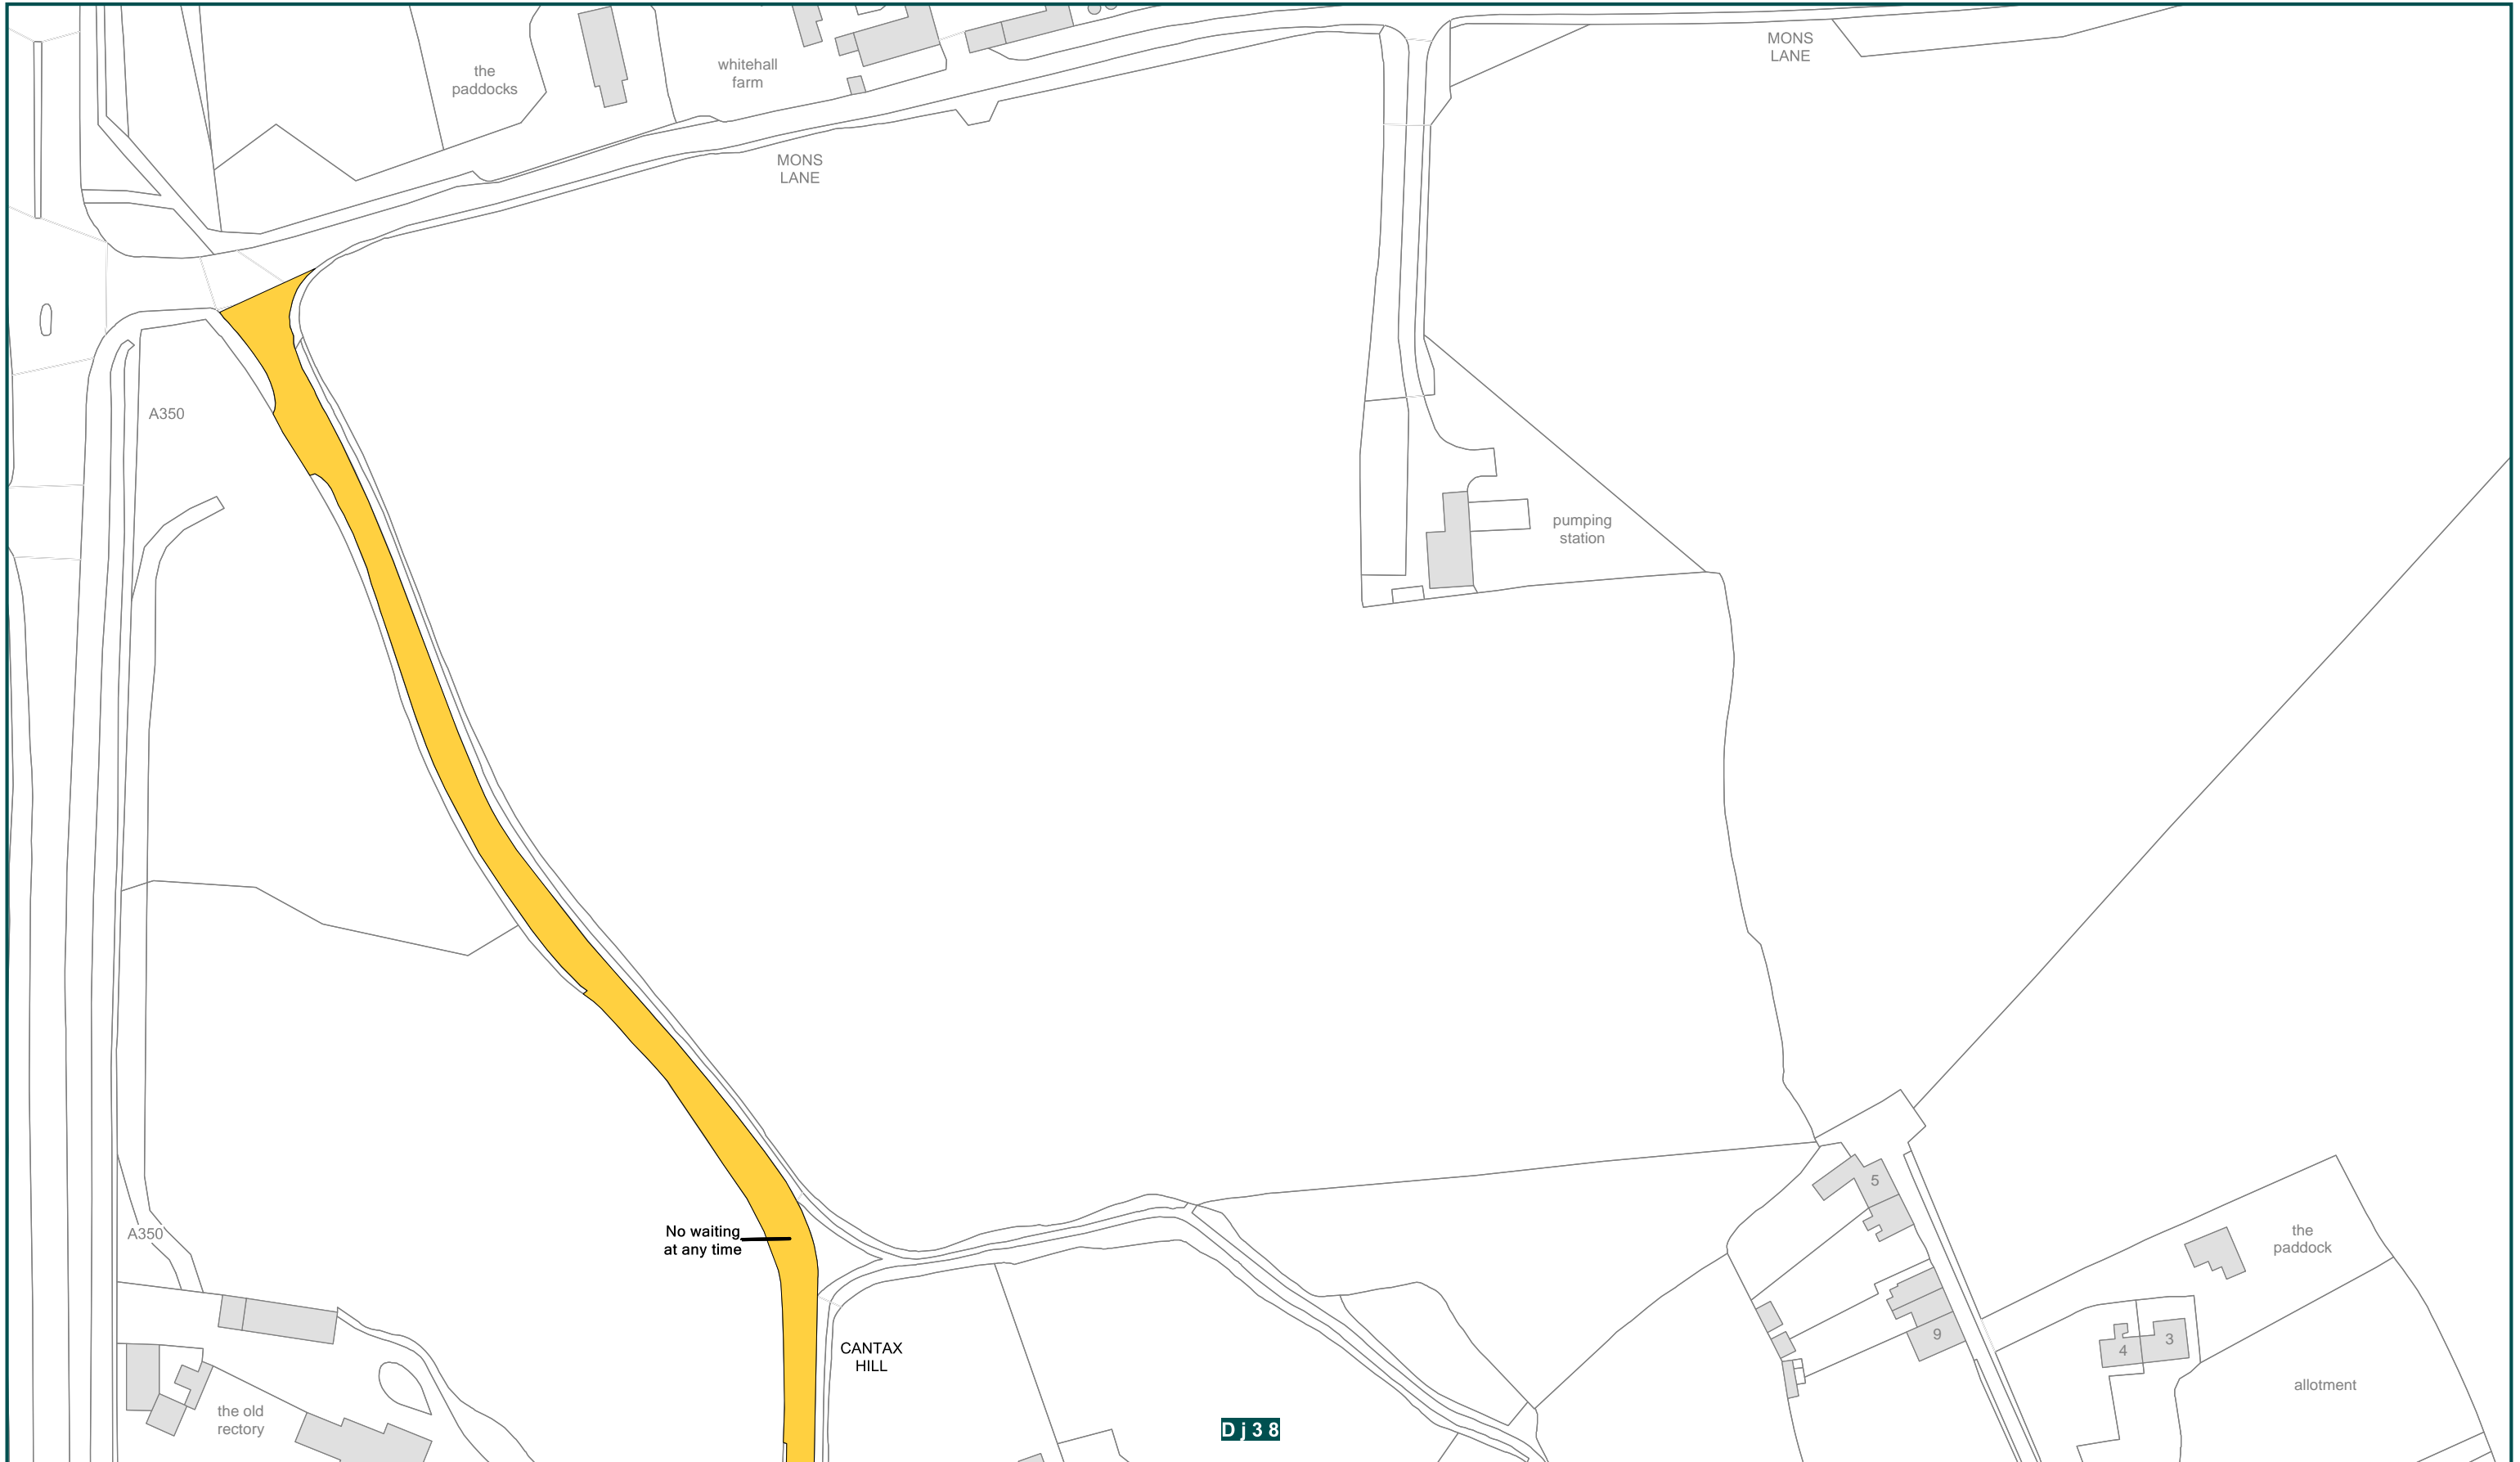 MONS
LANE
the
paddocks
whitehall
farm
MONS
LANE
A350
pumping
station
5
A350
No waiting
at any time
the
paddock
9
3
4
CANTAX
HILL
allotment
the old
rectory
Dj38